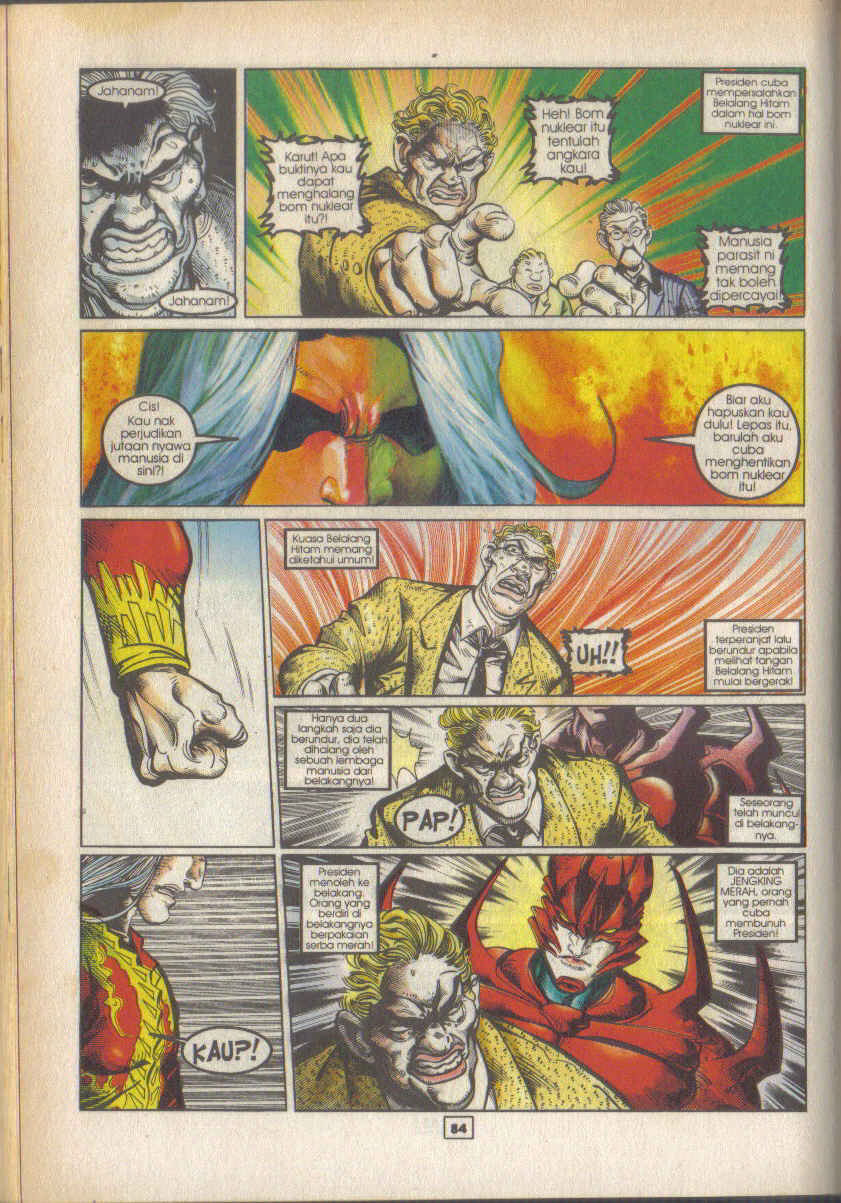 Jahanam!
Jahanam!
Karut! Apa
buktinya kau
dapat
menghalang
bom nuklear
itu?!
Heh! Bom
nuklear itu
tentulah
angkara
kau!
Presiden cuba
mempersalahkan
Belalang Hitam
dalam hal bom
nuklear ini.
Manusia
parasit ni
memang
tak boleh
dipercayai!
Cis!
Kau nak
perjudikan
jutaan nyawa
manusia di
sini?!
Biar aku
hapuskan kau
dulu! Lepas itu,
barulah aku
cuba
menghentikan
bom nuklear
itu!
Kuasa Belalang
Hitam memang
diketahui umum!
UH!!
Presiden
terperanjat lalu
berundur apabila
melihat tangan
Belalang Hitam
mulai bergerak!
Hanya dua
langkah saja dia
berundur, dia telah
dihalang oleh
sebuah lembaga
manusia dari
belakangnya!
PAP!
Seseorang
telah muncul
di belakang-
nya.
KAU?!
Presiden
menoleh ke
belakang.
Orang yang
berdiri di
belakangnya
berpakaian
serba merah!
Dia adalah
JENGKING
MERAH, orang
yang pernah
cuba
membunuh
Presiden!
84